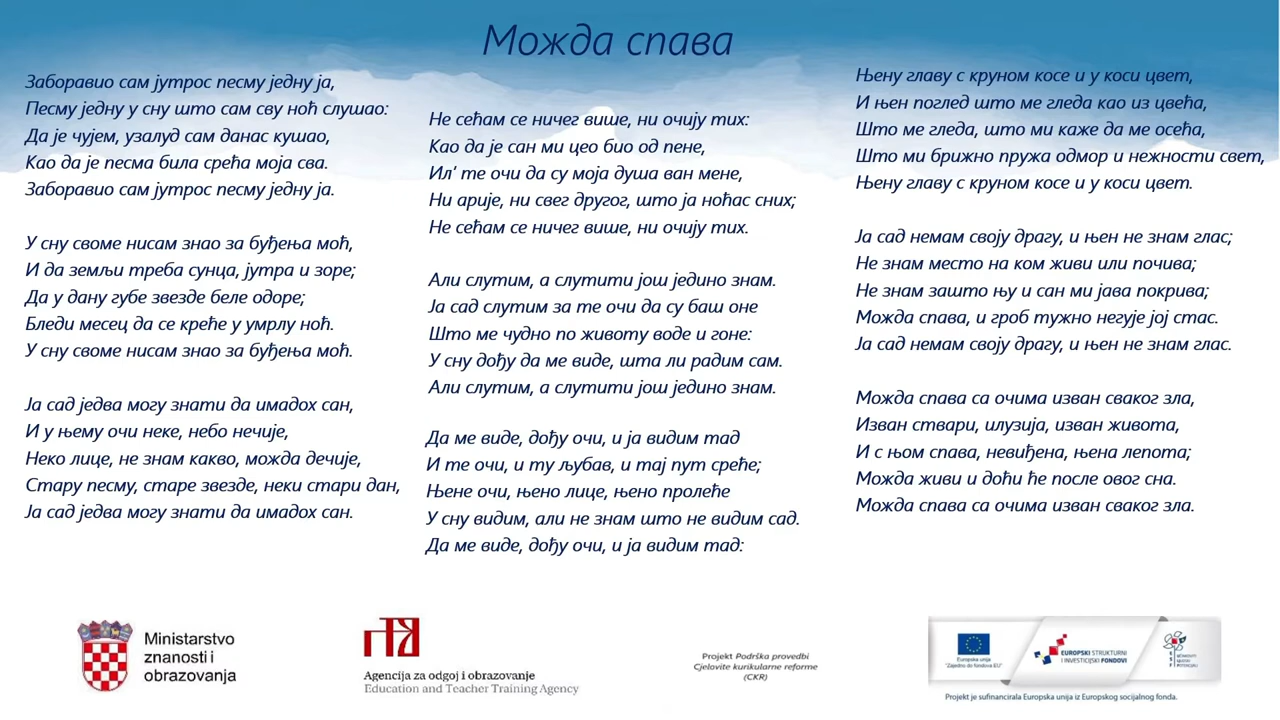 Можда спава
Заборавио сам јутрос песму једну ја,
Песму једну у сну што сам сву ноћ слушао:
Да је чујем, узалуд сам данас кушао,
Као да је песма била срећа моја сва.
Заборавио сам јутрос песму једну ја.
У сну своме нисам знао за буђења моћ,
И да земљи треба сунца, јутра и зоре;
Да у дану губе звезде беле одоре;
Бледи месец да се креће у умрлу ноћ.
У сну своме нисам знао за буђења моћ.
Ја сад једва могу знати да имадох сан,
И у њему очи неке, небо нечије,
Неко лице, не знам какво, можда дечије,
Стару песму, старе звезде, неки стари дан,
Ја сад једва могу знати да имадох сан.
Не сећам се ничег више, ни очију тих:
Као да је сан ми цео био од пене,
Ил' те очи да су моја душа ван мене,
Ни арије, ни свег другог, што ја ноћас сних;
Не сећам се ничег више, ни очију тих.
Али слутим, а слутити још једино знам.
Ја сад слутим за те очи да су баш оне
Што ме чудно по животу воде и гоне:
У сну дођу да ме виде, шта ли радим сам.
Али слутим, а слутити још једино знам.
Да ме виде, дођу очи, и ја видим тад
И те очи, и ту љубав, и тај пут среће;
Њене очи, њено лице, њено пролеће
У сну видим, али не знам што не видим сад.
Да ме виде, дођу очи, и ја видим тад:
Њену главу с круном косе и у коси цвет,
И њен поглед што ме гледа као из цвећа,
Што ме гледа, што ми каже да ме осећа,
Што ми брижно пружа одмор и нежности свет,
Њену главу с круном косе и у коси цвет.
Ја сад немам своју драгу, и њен не знам глас;
Не знам место на ком живи или почива;
Не знам зашто њу и сан ми јава покрива;
Можда спава, и гроб тужно негује јој стас.
Ја сад немам своју драгу, и њен не знам глас.
Можда спава са очима изван сваког зла,
Изван ствари, илузија, изван живота,
И с њом спава, невиђена, њена лепота;
Можда живи и доћи ће после овог сна.
Можда спава са очима изван сваког зла.
Ministarstvo
znanosti i
obrazovanja
Agencija za odgoj i obrazovanje
Education and Teacher Training Agency
Projekt Podrška provedbi
Cjelovite kurikularne reforme
(CKR)
Europska unija
"Zajedno do fondova EU"
EUROPSKI STRUKTURNI
I INVESTICIJSKI FONDOVI
Projekt je sufinancirala Europska unija iz Europskog socijalnog fonda.